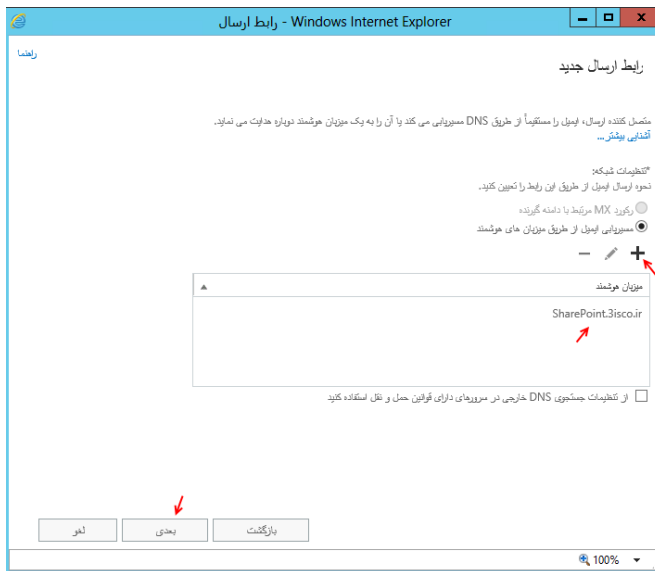 رابط ارسال - Windows Internet Explorer
راهنما
رابط ارسال جدید
متصل کننده ارسال، ایمیل را مستقیماً از طریق DNS مسیریابی می کند یا آن را به یک میزبان هوشمند دوباره هدایت می نماید.
آشنایی بیشتر...
*تنظیمات شبکه:
نحوه ارسال ایمیل از طریق این رابط را تعیین کنید.
رکورد MX مرتبط با دامنه گیرنده
مسیریابی ایمیل از طریق میزبان های هوشمند
میزبان هوشمند
SharePoint.3isco.ir
از تنظیمات جستجوی DNS خارجی در سرورهای دارای قوانین حمل و نقل استفاده کنید
بازگشت
بعدی
لغو
100%